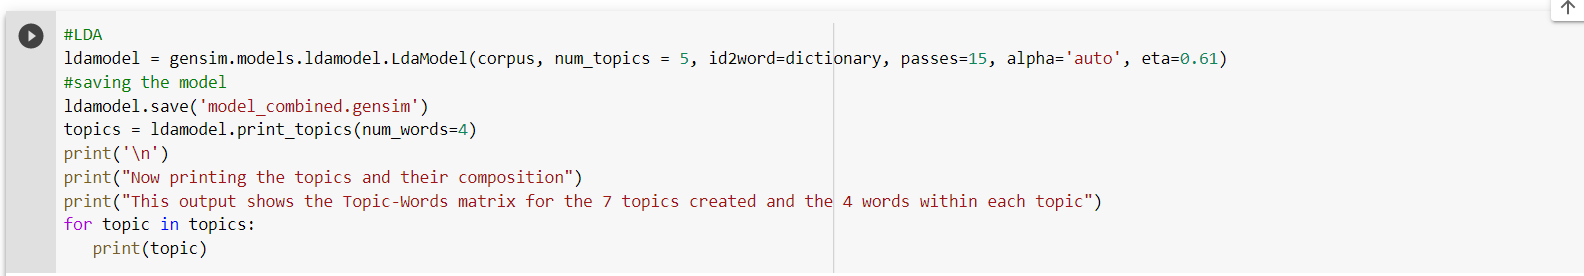 #LDA
ldamodel = gensim.models.ldamodel.LdaModel(corpus, num_topics = 5, id2word=dictionary, passes=15, alpha='auto', eta=0.61)
#saving the model
ldamodel.save('model_combined.gensim')
topics = ldamodel.print_topics(num_words=4)
print('\n')
print("Now printing the topics and their composition")
print("This output shows the Topic-Words matrix for the 7 topics created and the 4 words within each topic")
for topic in topics:
   print(topic)